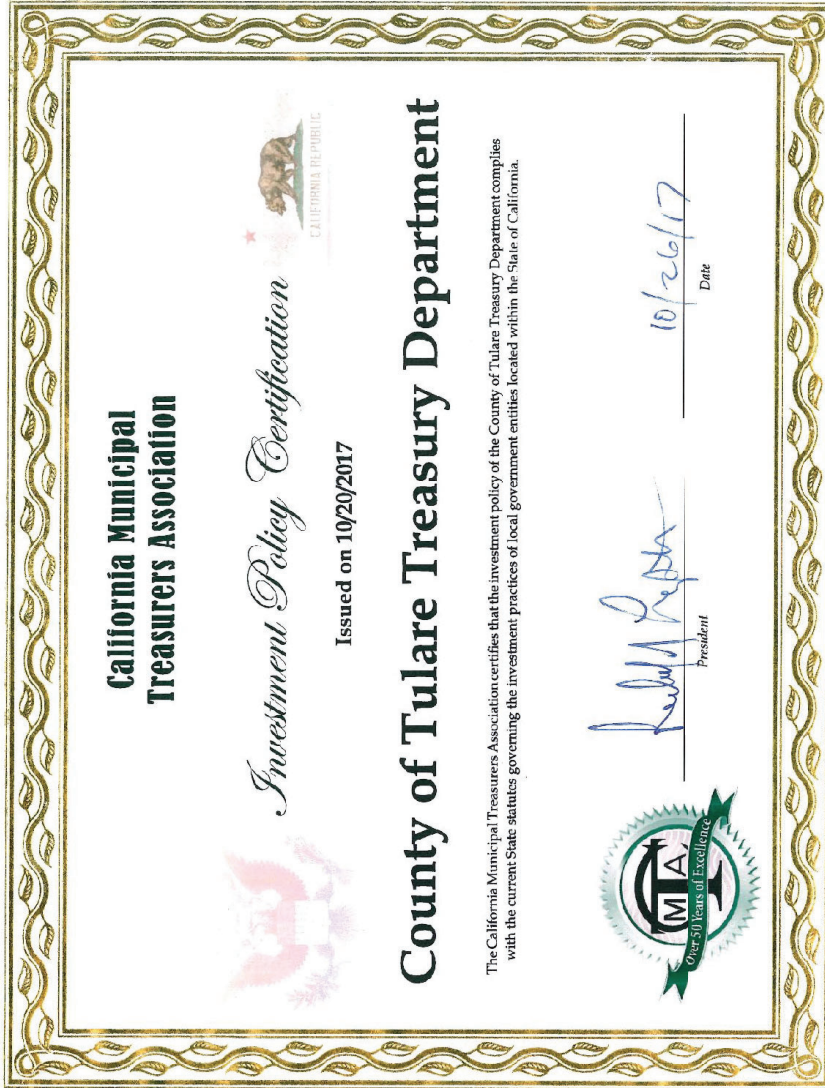 California Municipal
Treasurers Association
Investment Policy Certification
CALIFORNIA REPUBLIC
Issued on 10/20/2017
County of Tulare Treasury Department
The California Municipal Treasurers Association certifies that the investment policy of the County of Tulare Treasury Department complies
with the current State statutes governing the investment practices of local government entities located within the State of California.
CMTA
Over 50 Years of Excellence
10/26/17
President
Date